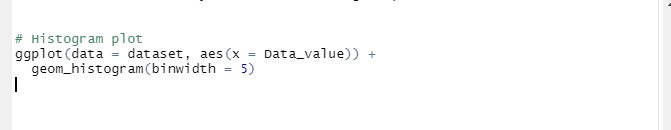 # Histogram plot
ggplot(data = dataset, aes(x = Data_value)) +
  geom_histogram(binwidth = 5)